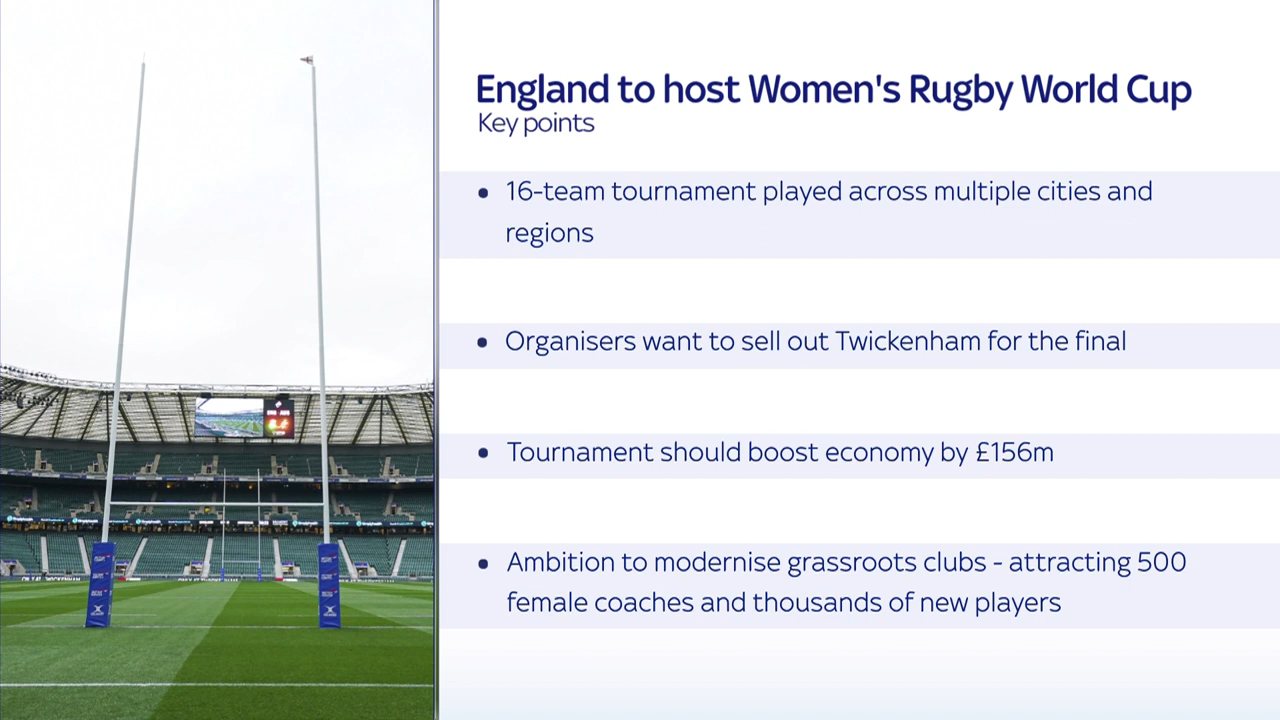 England to host Women's Rugby World Cup
Key points
• 16-team tournament played across multiple cities and
regions
• Organisers want to sell out Twickenham for the final
• Tournament should boost economy by £156m
• Ambition to modernise grassroots clubs - attracting 500
female coaches and thousands of new players